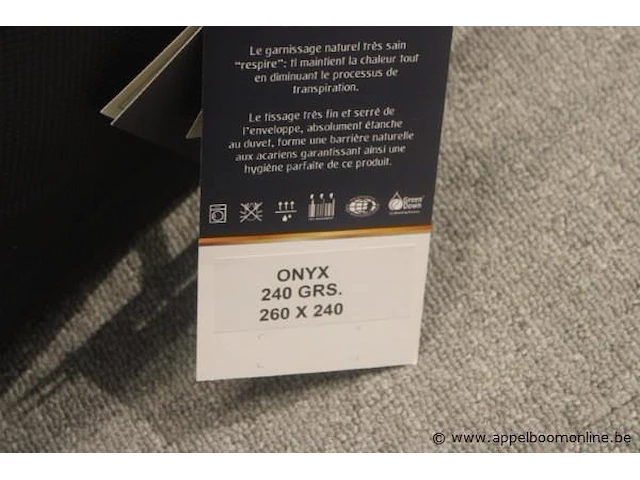 Le garnissage naturel très sain
"respire": il maintient la chaleur tout
en diminuant le processus de
transpiration.
Le tissage très fin et serré de
l'enveloppe, absolument étanche
au duvet, forme une barrière naturelle
aux acariens garantissant ainsi une
hygiène parfaite de ce produit.
Green
Down
ONYX
240 GRS.
260 X 240
© www.appelboomonline.be